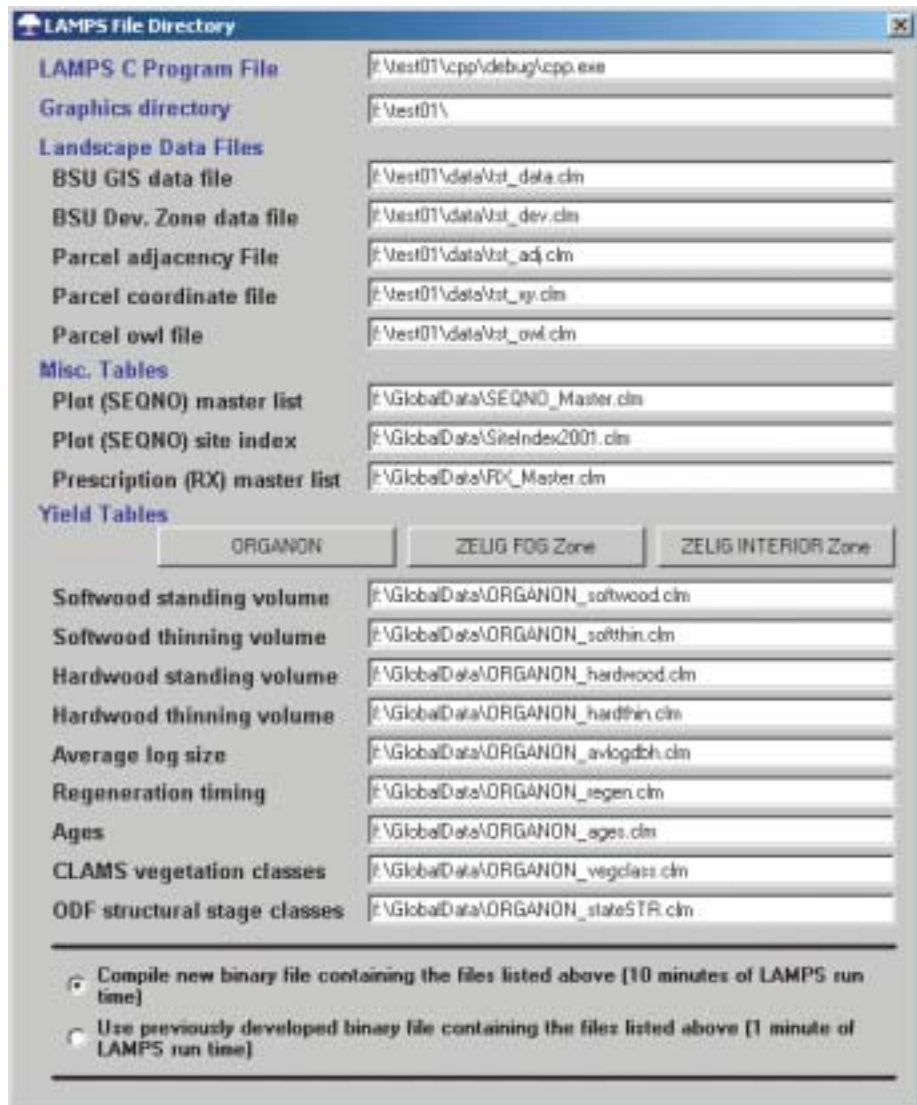 LAMPS File Directory
LAMPS C Program File f:\test01\cpp\debug\cpp.exe
Graphics directory f:\test01\
Landscape Data Files
BSU GIS data file f:\test01\data\tst_data.clm
BSU Dev. Zone data file f:\test01\data\tst_dev.clm
Parcel adjacency File f:\test01\data\tst_adj.clm
Parcel coordinate file f:\test01\data\tst_xy.clm
Parcel owl file f:\test01\data\tst_owl.clm
Misc. Tables
Plot (SEQNO) master list f:\GlobalData\SEQNO_Master.clm
Plot (SEQNO) site index f:\GlobalData\SiteIndex2001.clm
Prescription (RX) master list f:\GlobalData\RX_Master.clm
Yield Tables
ORGANON ZELIG FOG Zone ZELIG INTERIOR Zone
Softwood standing volume f:\GlobalData\ORGANON_softwood.clm
Softwood thinning volume f:\GlobalData\ORGANON_softthin.clm
Hardwood standing volume f:\GlobalData\ORGANON_hardwood.clm
Hardwood thinning volume f:\GlobalData\ORGANON_hardthin.clm
Average log size f:\GlobalData\ORGANON_avlogdbh.clm
Regeneration timing f:\GlobalData\ORGANON_regen.clm
Ages f:\GlobalData\ORGANON_ages.clm
CLAMS vegetation classes f:\GlobalData\ORGANON_vegclass.clm
ODF structural stage classes f:\GlobalData\ORGANON_stateSTR.clm
Compile new binary file containing the files listed above (10 minutes of LAMPS run
time)
Use previously developed binary file containing the files listed above (1 minute of
LAMPS run time)